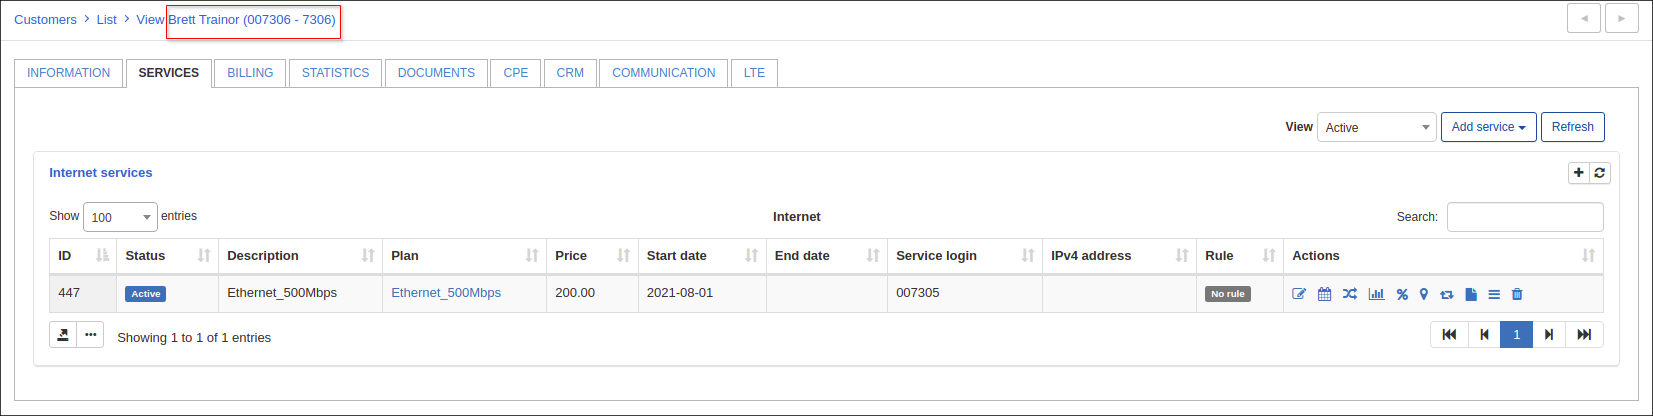 Customers > List > View Brett Trainor (007306 - 7306)
INFORMATION SERVICES BILLING STATISTICS DOCUMENTS CPE CRM COMMUNICATION LTE
View Active Add service Refresh
Internet services
Show 100 entries Internet Search:
ID Status Description Plan Price Start date End date Service login IPv4 address Rule Actions
447 Active Ethernet_500Mbps Ethernet_500Mbps 200.00 2021-08-01 007305 No rule
Showing 1 to 1 of 1 entries 1